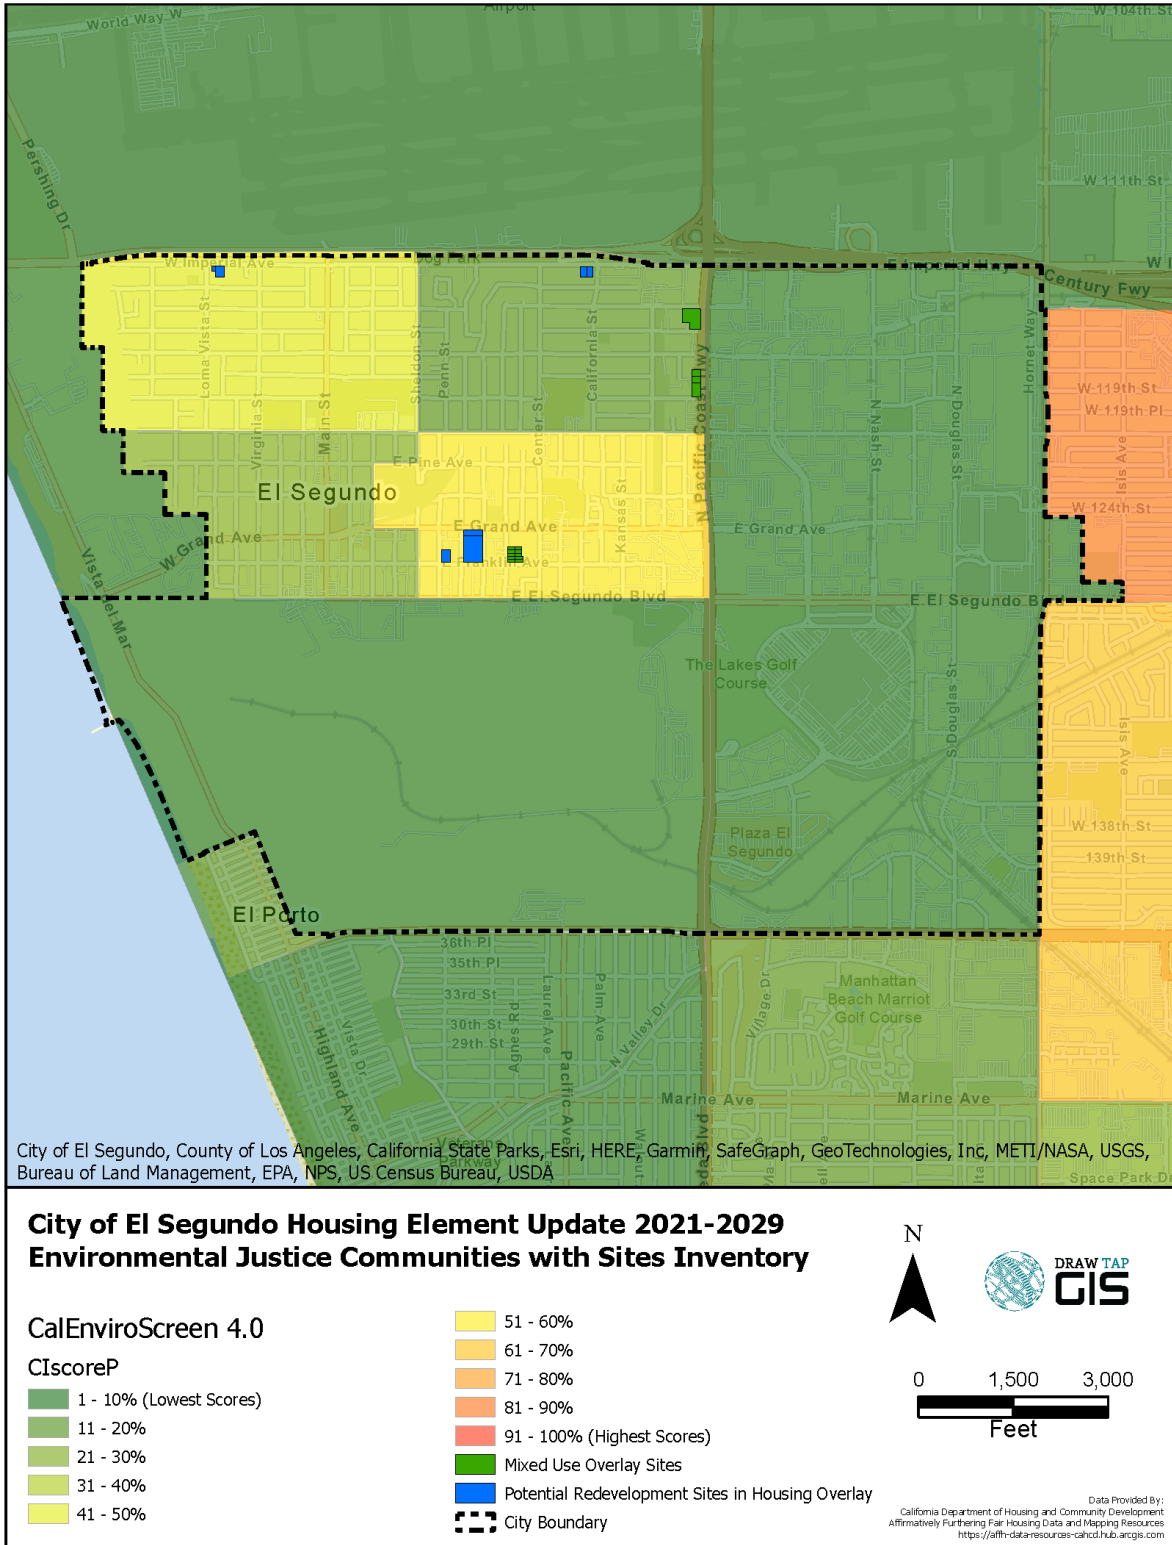 Airport
World Way W
W 104th St
Pershing Dr
W 111th St
W Imperial Ave
Dog Park
E Imperial Hwy
W I
Century Fwy
Loma Vista St
Sheldon St
Penn St
California St
Hornet Way
N Pacific Coast Hwy
W 119th St
W 119th Pl
Virginia St
Main St
Center St
N Nash St
N Douglas St
Isis Ave
E Pine Ave
El Segundo
Kansas St
W 124th St
E Grand Ave
E Grand Ave
W Grand Ave
E Franklin Ave
E El Segundo Blvd
E El Segundo Blvd
Vista del Mar
The Lakes Golf
Course
S Douglas St
Isis Ave
Plaza El
Segundo
W 138th St
139th St
El Porto
36th Pl
35th Pl
33rd St
30th St
29th St
Agnes Rd
Laurel Ave
Palm Ave
N Valley Dr
Village Dr
Manhattan
Beach Marriot
Golf Course
Vista Dr
Highland Ave
Pacific Ave
Marine Ave
Marine Ave
Veterans
Parkway
Space Park D
City of El Segundo, County of Los Angeles, California State Parks, Esri, HERE, Garmin, SafeGraph, GeoTechnologies, Inc, METI/NASA, USGS,
Bureau of Land Management, EPA, NPS, US Census Bureau, USDA
City of El Segundo Housing Element Update 2021-2029
Environmental Justice Communities with Sites Inventory
N
DRAW TAP
GIS
CalEnviroScreen 4.0
CIscoreP
1 - 10% (Lowest Scores)
11 - 20%
21 - 30%
31 - 40%
41 - 50%
51 - 60%
61 - 70%
71 - 80%
81 - 90%
91 - 100% (Highest Scores)
Mixed Use Overlay Sites
Potential Redevelopment Sites in Housing Overlay
City Boundary
0 1,500 3,000
Feet
Data Provided By:
California Department of Housing and Community Development
Affirmatively Furthering Fair Housing Data and Mapping Resources
https://affh-data-resources-cahcd.hub.arcgis.com